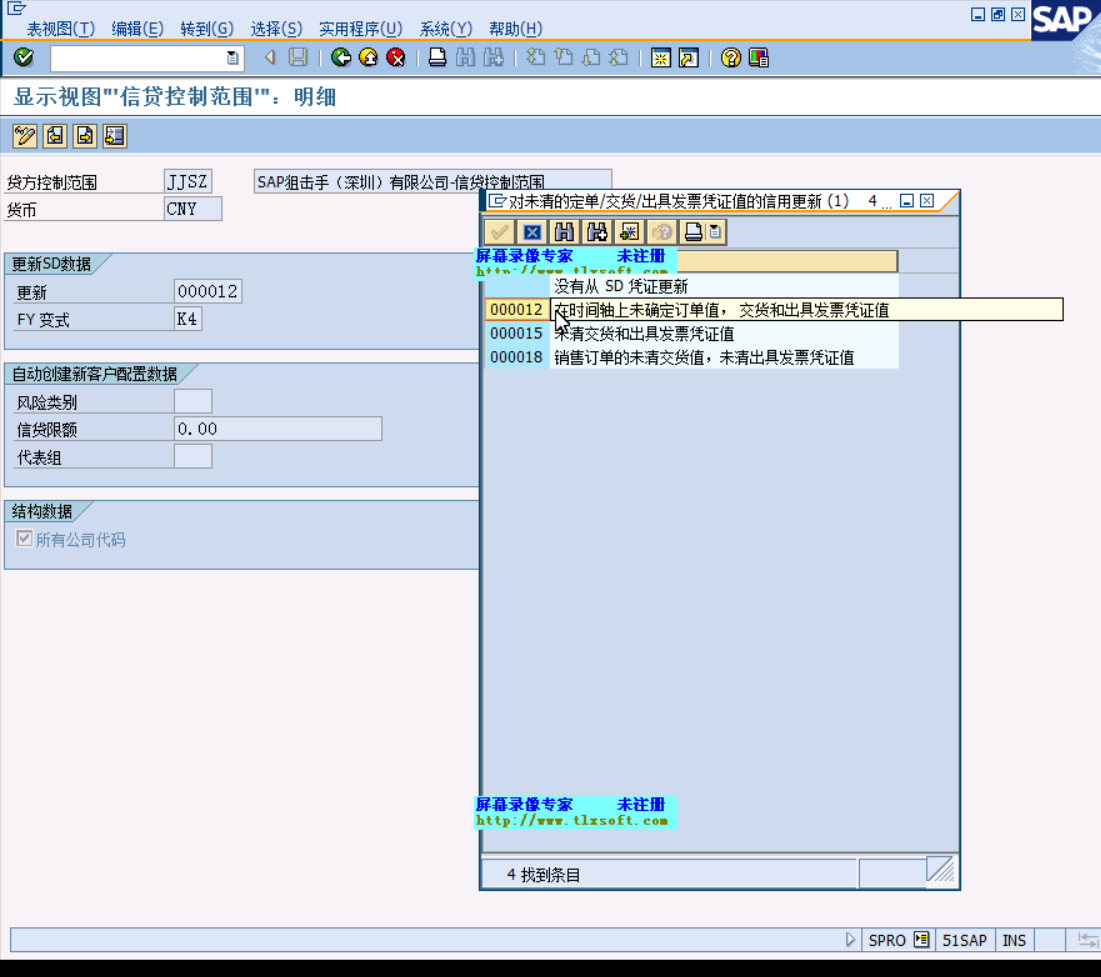 表视图(T) 编辑(E) 转到(G) 选择(S) 实用程序(U) 系统(Y) 帮助(H)
SAP
显示视图"'信贷控制范围'": 明细
贷方控制范围 JJSZ SAP狙击手（深圳）有限公司-信贷控制范围
货币 CNY
更新SD数据
更新 000012
FY 变式 K4
自动创建新客户配置数据
风险类别
信贷限额 0.00
代表组
结构数据
所有公司代码
对未清的定单/交货/出具发票凭证值的信用更新 (1) 4 ...
屏幕录像专家 未注册
http://www.tlxsoft.com
没有从 SD 凭证更新
000012 在时间轴上未确定订单值， 交货和出具发票凭证值
000015 未清交货和出具发票凭证值
000018 销售订单的未清交货值，未清出具发票凭证值
屏幕录像专家 未注册
http://www.tlxsoft.com
4 找到条目
SPRO 51SAP INS